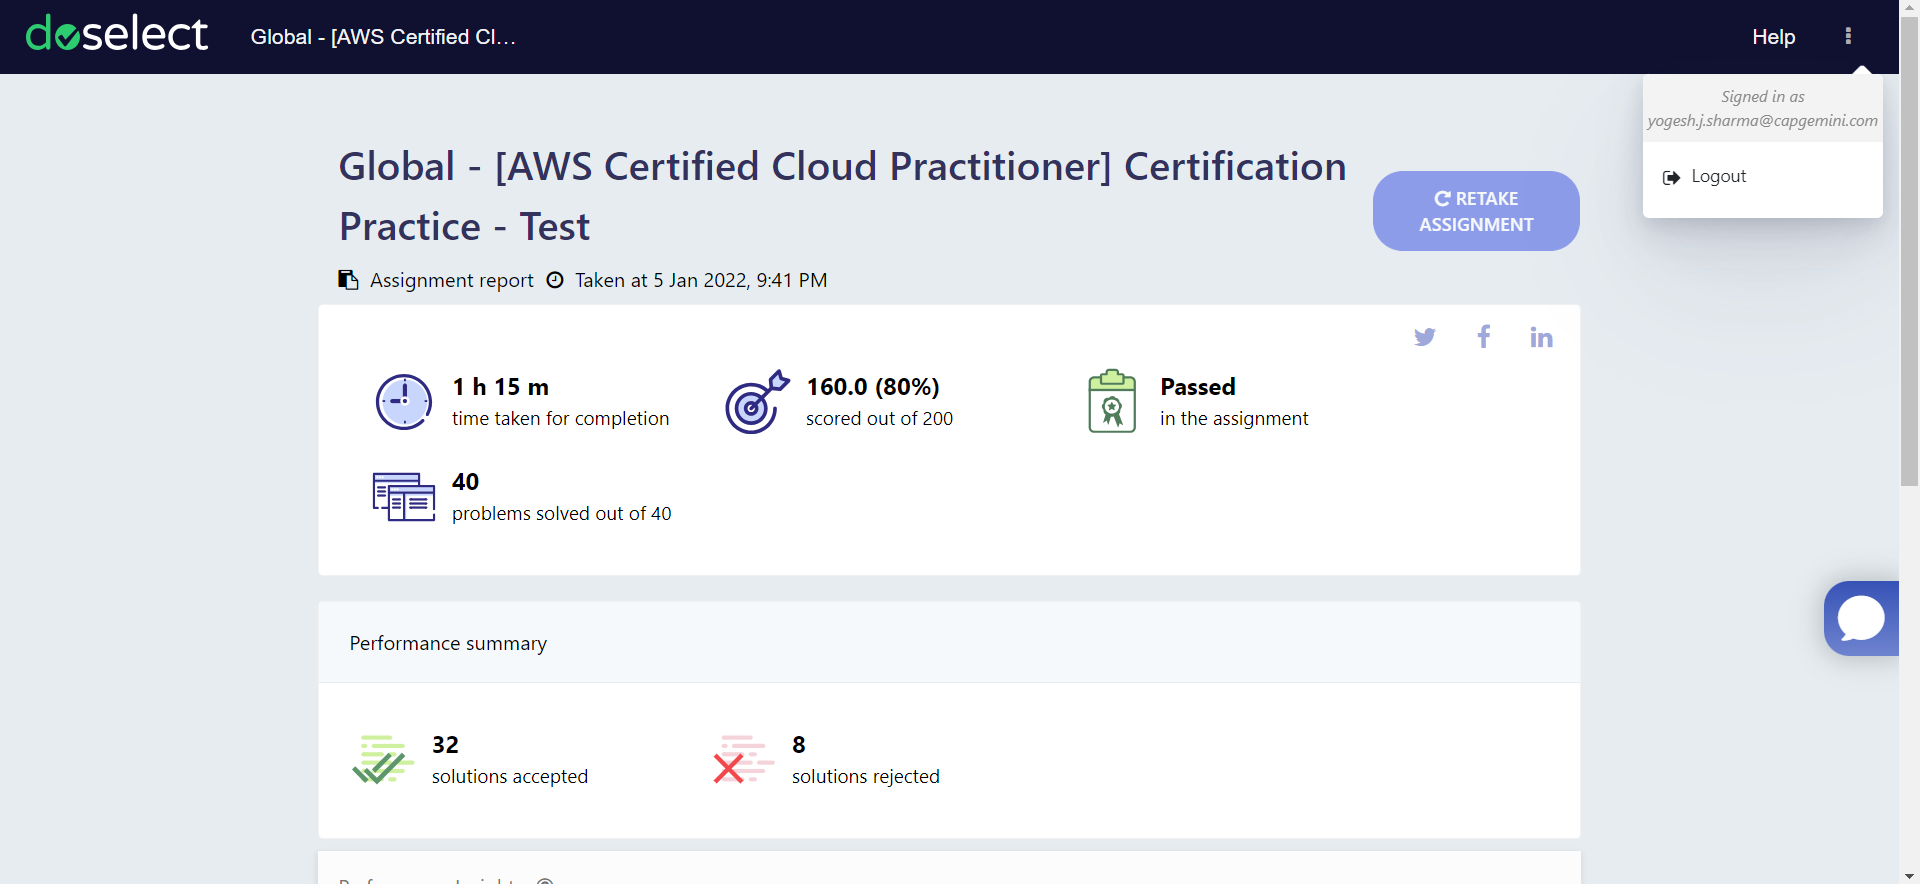 doselect
Global - [AWS Certified Cl...
Help
Signed in as
yogesh.j.sharma@capgemini.com
Logout
Global - [AWS Certified Cloud Practitioner] Certification
Practice - Test
RETAKE
ASSIGNMENT
Assignment report Taken at 5 Jan 2022, 9:41 PM
1 h 15 m
time taken for completion
160.0 (80%)
scored out of 200
Passed
in the assignment
40
problems solved out of 40
Performance summary
32
solutions accepted
8
solutions rejected